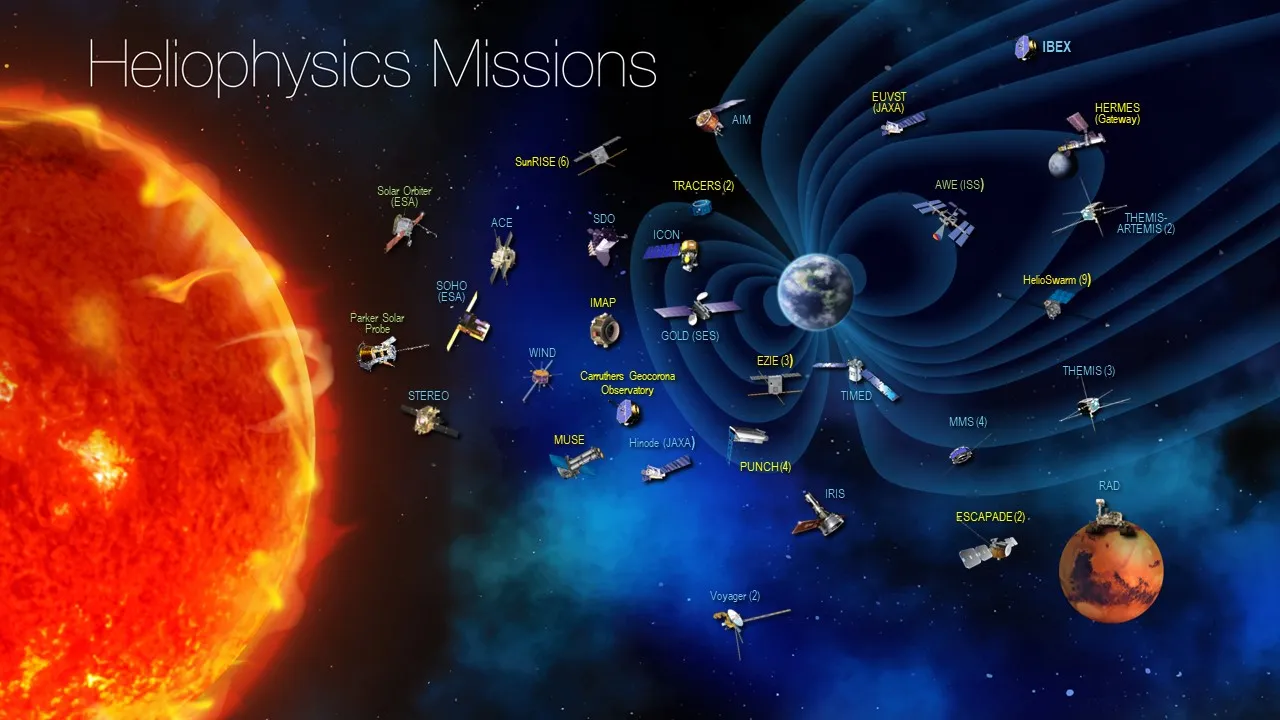 Heliophysics Missions
IBEX
EUVST
(JAXA)
HERMES
(Gateway)
AIM
SunRISE (6)
TRACERS (2)
Solar Orbiter
(ESA)
AWE (ISS)
ACE
SDO
ICON
THEMIS-
ARTEMIS (2)
SOHO
(ESA)
HelioSwarm (9)
IMAP
Parker Solar
Probe
GOLD (SES)
WIND
EZIE (3)
Carruthers Geocorona
Observatory
THEMIS (3)
STEREO
TIMED
MMS (4)
MUSE
Hinode (JAXA)
PUNCH (4)
RAD
IRIS
ESCAPADE (2)
Voyager (2)